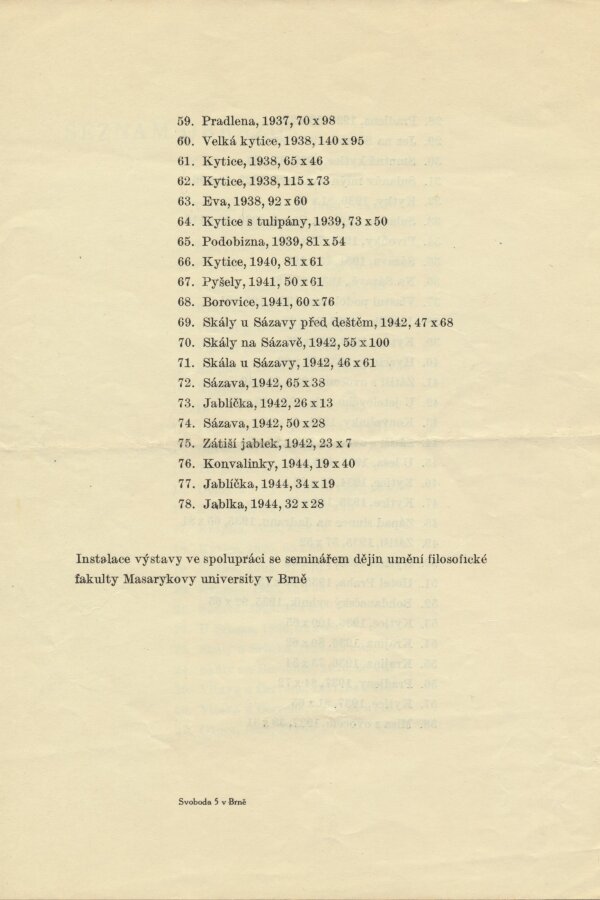 59. Pradlena, 1937, 70 x 98
60. Velká kytice, 1938, 140 x 95
61. Kytice, 1938, 65 x 46
62. Kytice, 1938, 115 x 73
63. Eva, 1938, 92 x 60
64. Kytice s tulipány, 1939, 73 x 50
65. Podobizna, 1939, 81 x 54
66. Kytice, 1940, 81 x 61
67. Pyšely, 1941, 50 x 61
68. Borovice, 1941, 60 x 76
69. Skály u Sázavy před deštěm, 1942, 47 x 68
70. Skály na Sázavě, 1942, 55 x 100
71. Skála u Sázavy, 1942, 46 x 61
72. Sázava, 1942, 65 x 38
73. Jablíčka, 1942, 26 x 13
74. Sázava, 1942, 50 x 28
75. Zátiší jablek, 1942, 23 x 7
76. Konvalinky, 1944, 19 x 40
77. Jablíčka, 1944, 34 x 19
78. Jablka, 1944, 32 x 28
Instalace výstavy ve spolupráci se seminářem dějin umění filosofické
fakulty Masarykovy university v Brně
Svoboda 5 v Brně